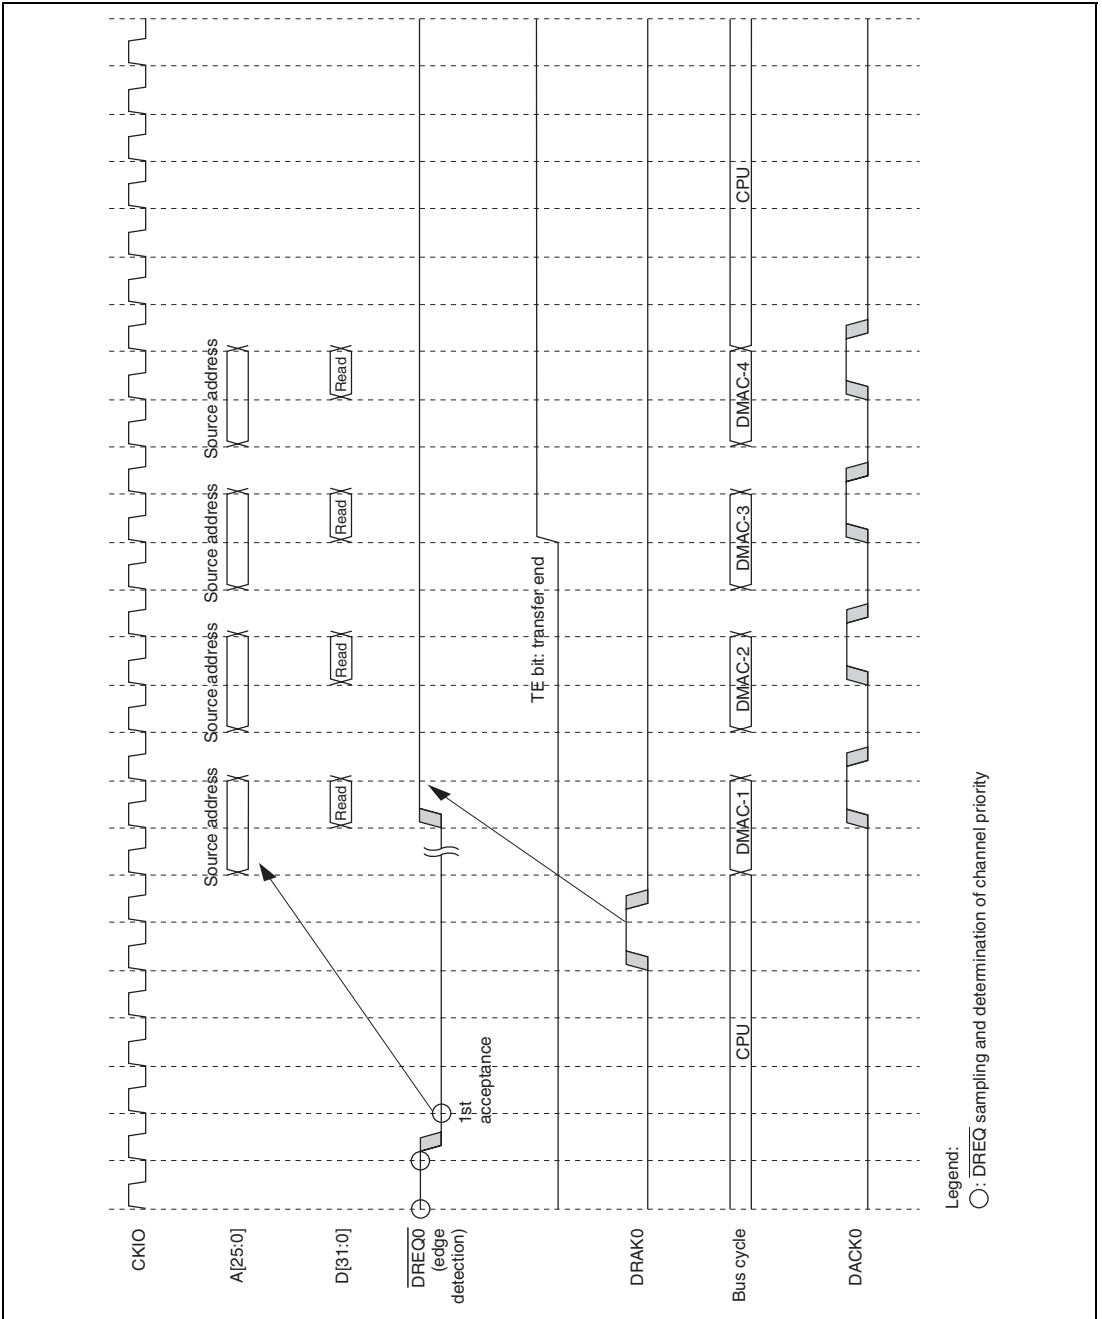 CKIO
A[25:0]
Source address
Source address
Source address
Source address
D[31:0]
Read
Read
Read
Read
DREQ0
(edge
detection)
1st
acceptance
TE bit: transfer end
DRAK0
Bus cycle
CPU
DMAC-1
DMAC-2
DMAC-3
DMAC-4
CPU
DACK0
Legend:
: DREQ sampling and determination of channel priority